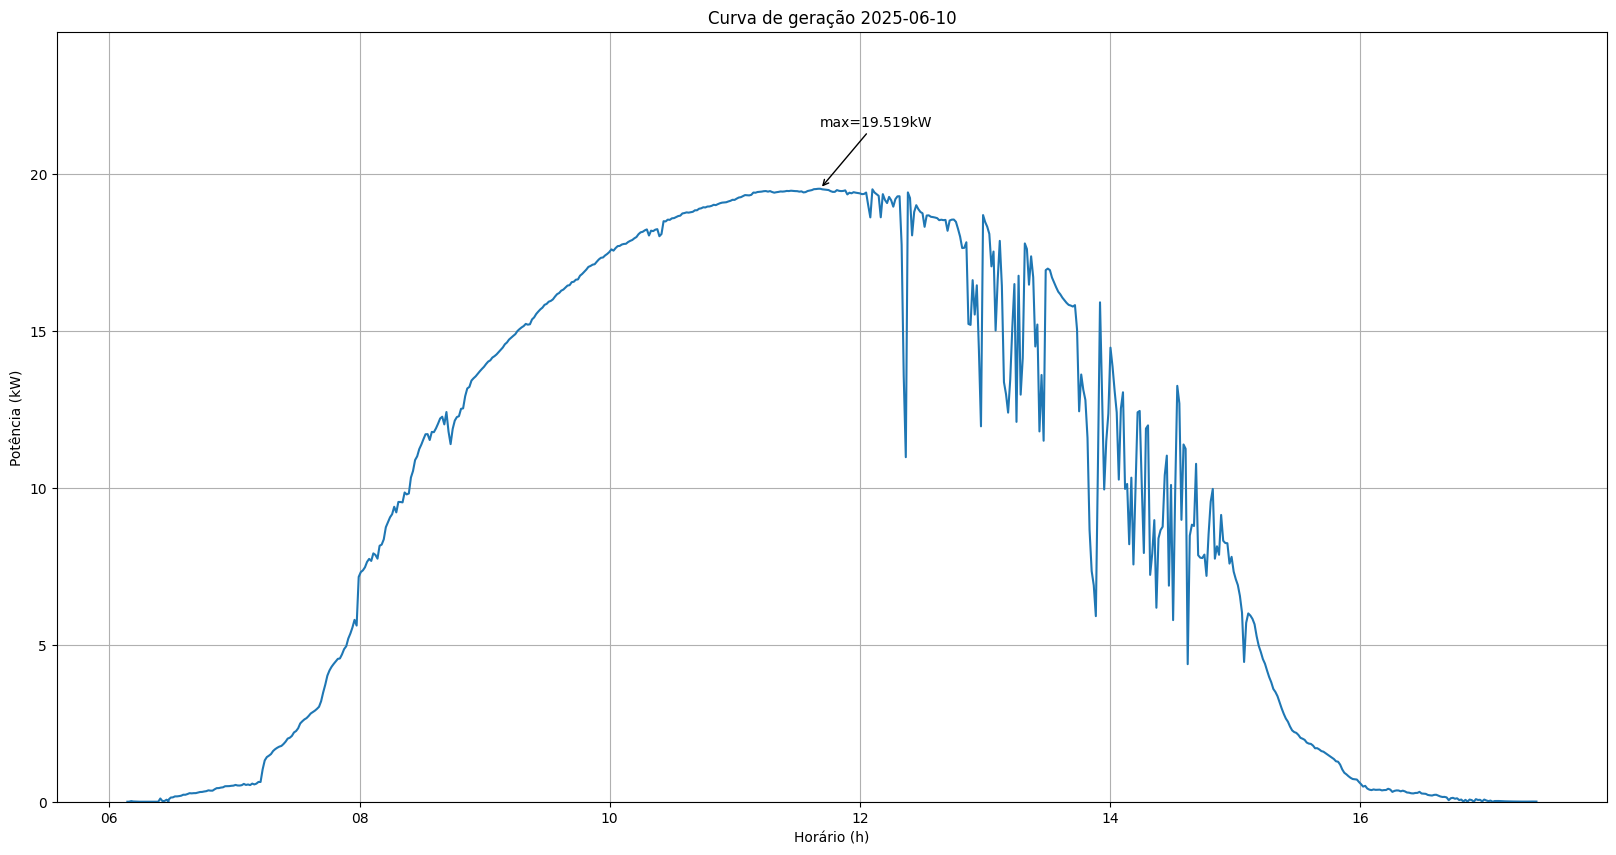 Curva de geração 2025-06-10
max=19.519kW
20
15
10
5
0
Potência (kW)
06 08 10 12 14 16
Horário (h)